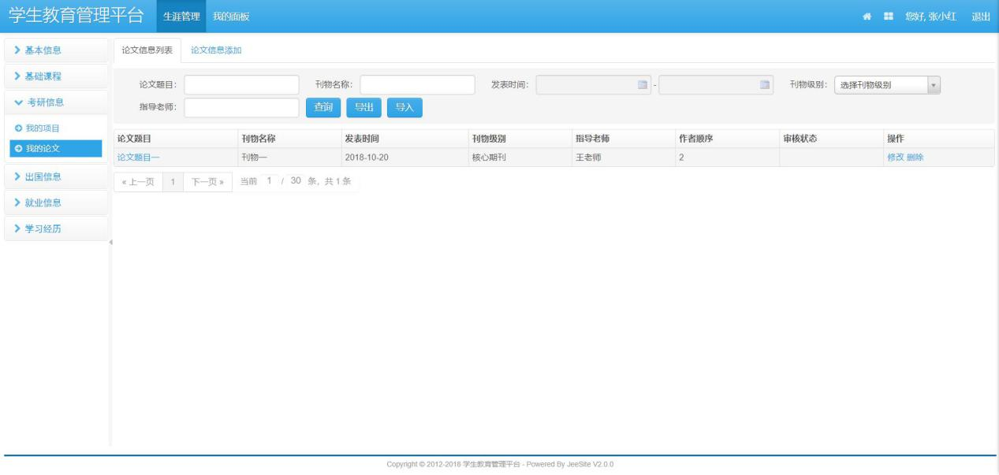 学生教育管理平台 生涯管理 我的面板 您好, 张小红 退出
基本信息
基础课程
考研信息
我的项目
我的论文
出国信息
就业信息
学习经历
论文信息列表 论文信息添加
论文题目： 刊物名称： 发表时间： - 刊物级别： 选择刊物级别
指导老师： 查询 导出 导入
论文题目 刊物名称 发表时间 刊物级别 指导老师 作者顺序 审核状态 操作
论文题目一 刊物一 2018-10-20 核心期刊 王老师 2 修改 删除
« 上一页 1 下一页 » 当前 1 / 30 条，共 1 条
Copyright © 2012-2018 学生教育管理平台 - Powered By JeeSite V2.0.0